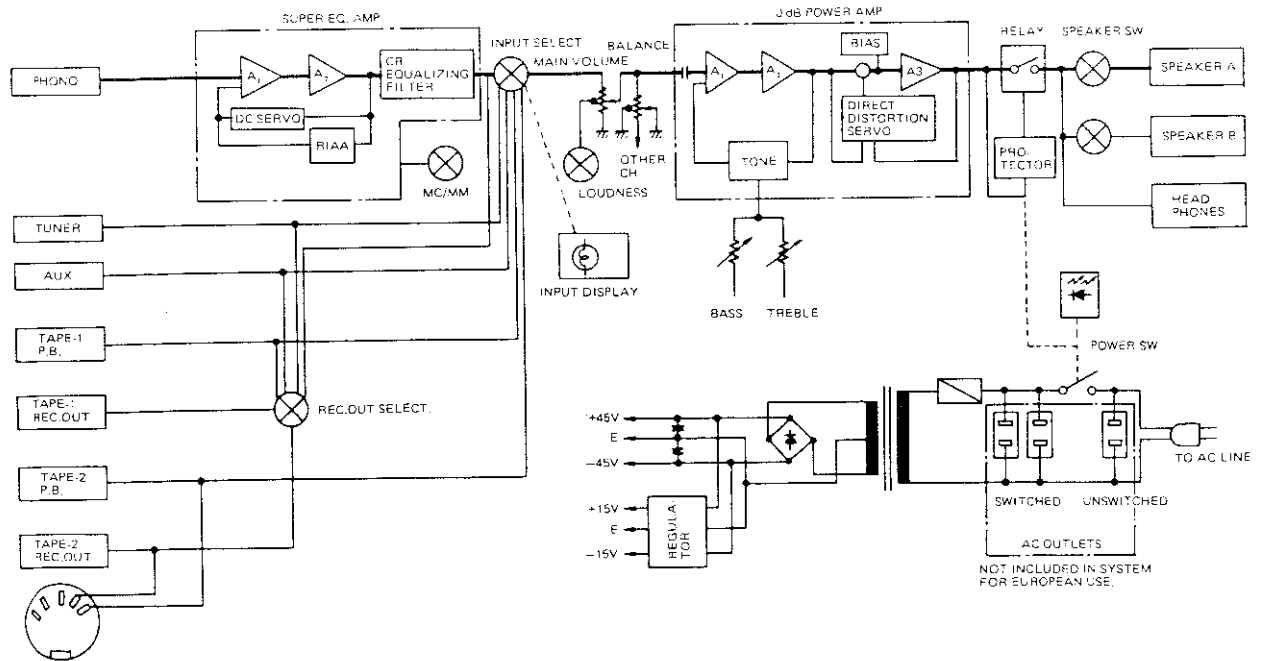 SUPER EQ. AMP
PHONO
A1
A2
CR
EQUALIZING
FILTER
DC SERVO
RIAA
MC/MM
INPUT SELECT
MAIN VOLUME
BALANCE
OTHER
CH
LOUDNESS
INPUT DISPLAY
0 dB POWER AMP
A1
A2
BIAS
A3
DIRECT
DISTORTION
SERVO
TONE
BASS
TREBLE
RELAY
SPEAKER SW
PRO-
TECTOR
SPEAKER A
SPEAKER B
HEAD
PHONES
TUNER
AUX
TAPE-1
P.B.
TAPE-1
REC.OUT
REC.OUT SELECT.
TAPE-2
P.B.
TAPE-2
REC.OUT
+45V
E
-45V
+15V
E
-15V
REGULA-
TOR
POWER SW
TO AC LINE
SWITCHED
UNSWITCHED
AC OUTLETS
NOT INCLUDED IN SYSTEM
FOR EUROPEAN USE.